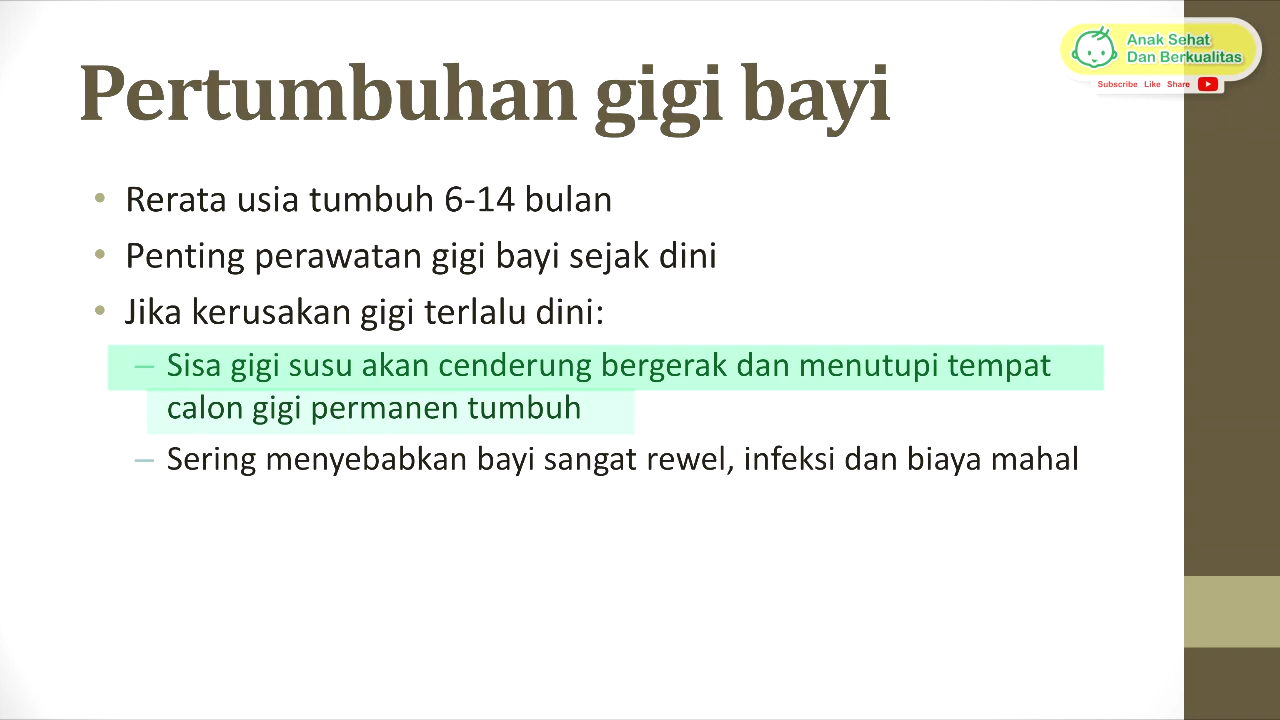 Anak Sehat
Dan Berkualitas
Subscribe Like Share
Pertumbuhan gigi bayi
• Rerata usia tumbuh 6-14 bulan
• Penting perawatan gigi bayi sejak dini
• Jika kerusakan gigi terlalu dini:
– Sisa gigi susu akan cenderung bergerak dan menutupi tempat
calon gigi permanen tumbuh
– Sering menyebabkan bayi sangat rewel, infeksi dan biaya mahal